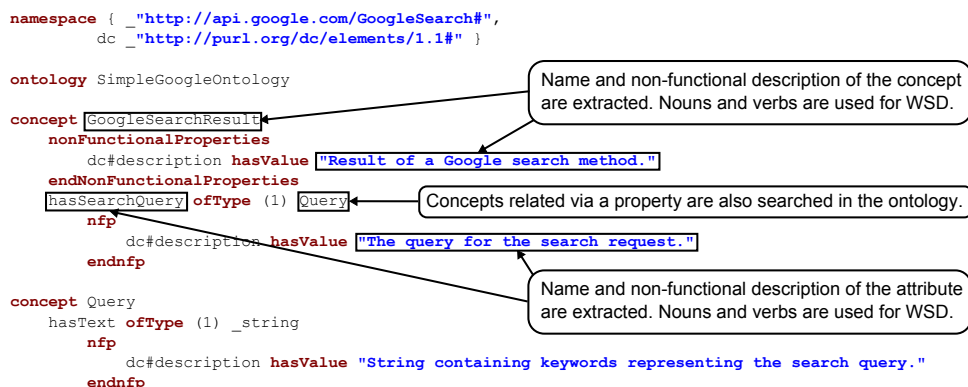 namespace { _"http://api.google.com/GoogleSearch#",
dc _"http://purl.org/dc/elements/1.1#" }
ontology SimpleGoogleOntology
Name and non-functional description of the concept
are extracted. Nouns and verbs are used for WSD.
concept GoogleSearchResult
nonFunctionalProperties
dc#description hasValue "Result of a Google search method."
endNonFunctionalProperties
hasSearchQuery ofType (1) Query
Concepts related via a property are also searched in the ontology.
nfp
dc#description hasValue "The query for the search request."
endnfp
Name and non-functional description of the attribute
are extracted. Nouns and verbs are used for WSD.
concept Query
hasText ofType (1) _string
nfp
dc#description hasValue "String containing keywords representing the search query."
endnfp